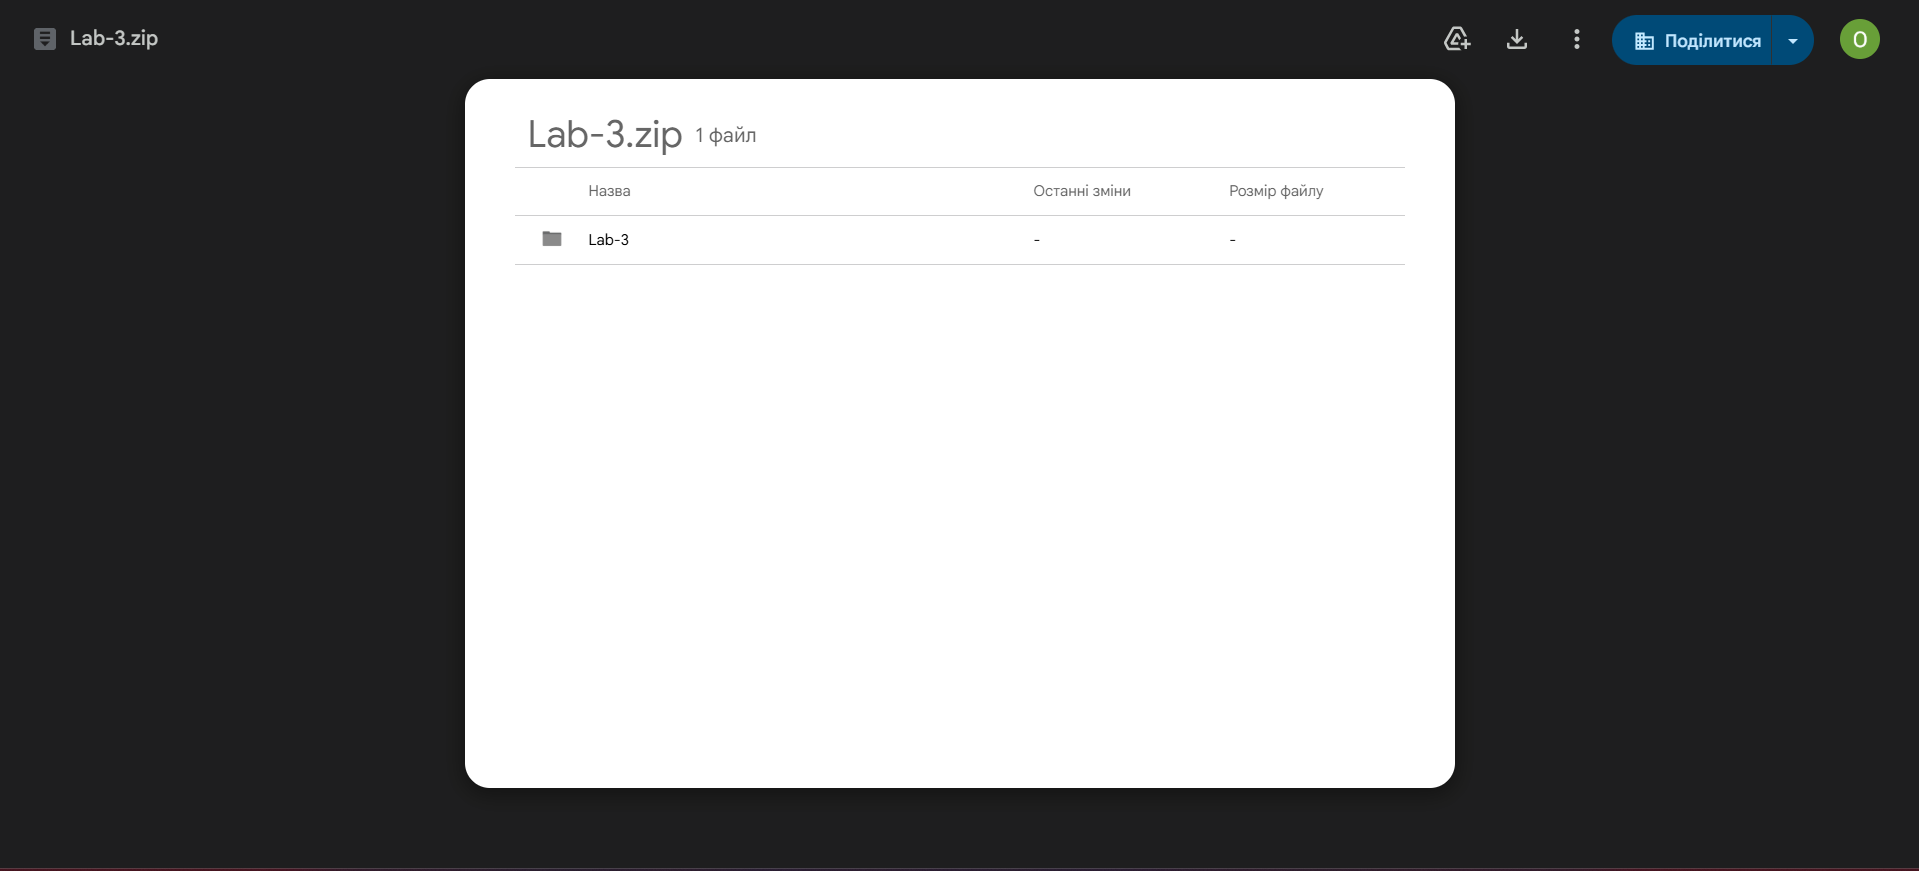 Lab-3.zip
Поділитися
O
Lab-3.zip 1 файл
Назва Останні зміни Розмір файлу
Lab-3 - -